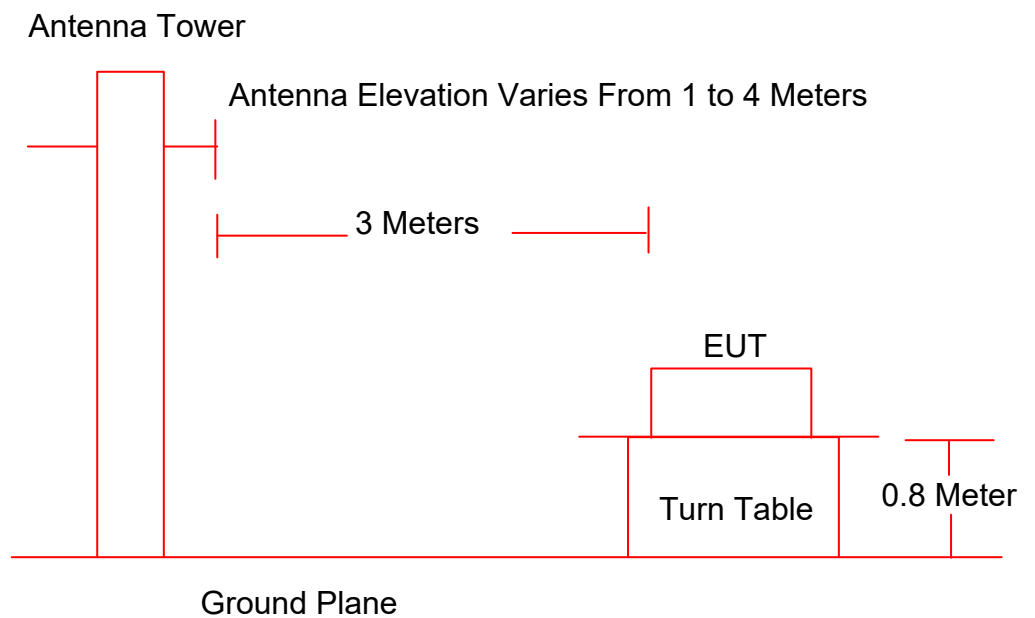 Antenna Tower
Antenna Elevation Varies From 1 to 4 Meters
3 Meters
EUT
0.8 Meter
Turn Table
Ground Plane